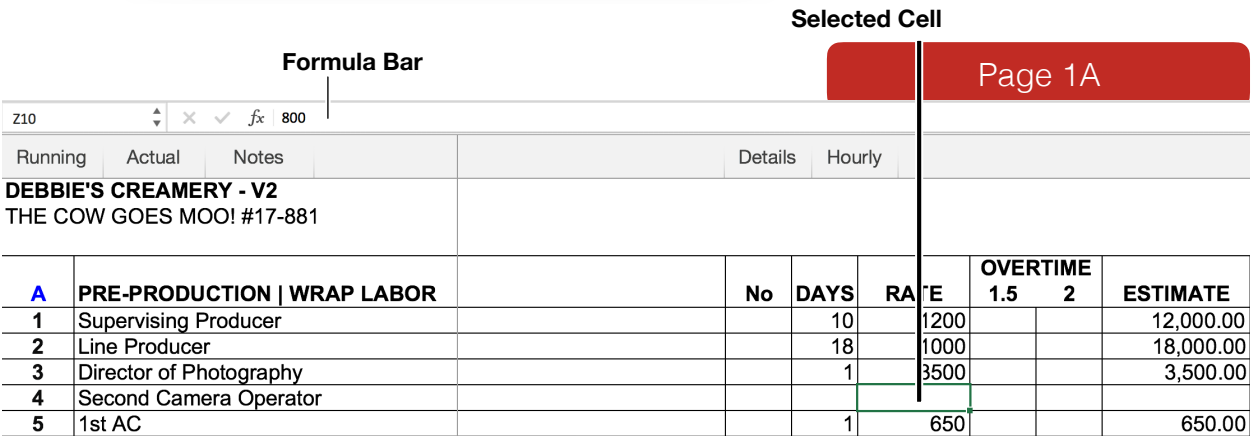 Selected Cell
Formula Bar
Page 1A
Z10 fx 800
Running Actual Notes Details Hourly
DEBBIE'S CREAMERY - V2
THE COW GOES MOO! #17-881
OVERTIME
A PRE-PRODUCTION | WRAP LABOR No DAYS RATE 1.5 2 ESTIMATE
1 Supervising Producer 10 1200 12,000.00
2 Line Producer 18 1000 18,000.00
3 Director of Photography 1 3500 3,500.00
4 Second Camera Operator
5 1st AC 1 650 650.00